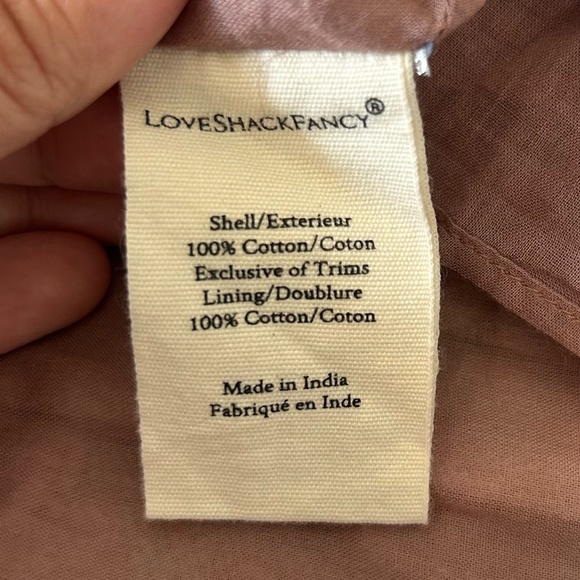 LOVESHACKFANCY®
Shell/Exterieur
100% Cotton/Coton
Exclusive of Trims
Lining/Doublure
100% Cotton/Coton
Made in India
Fabriqué en Inde